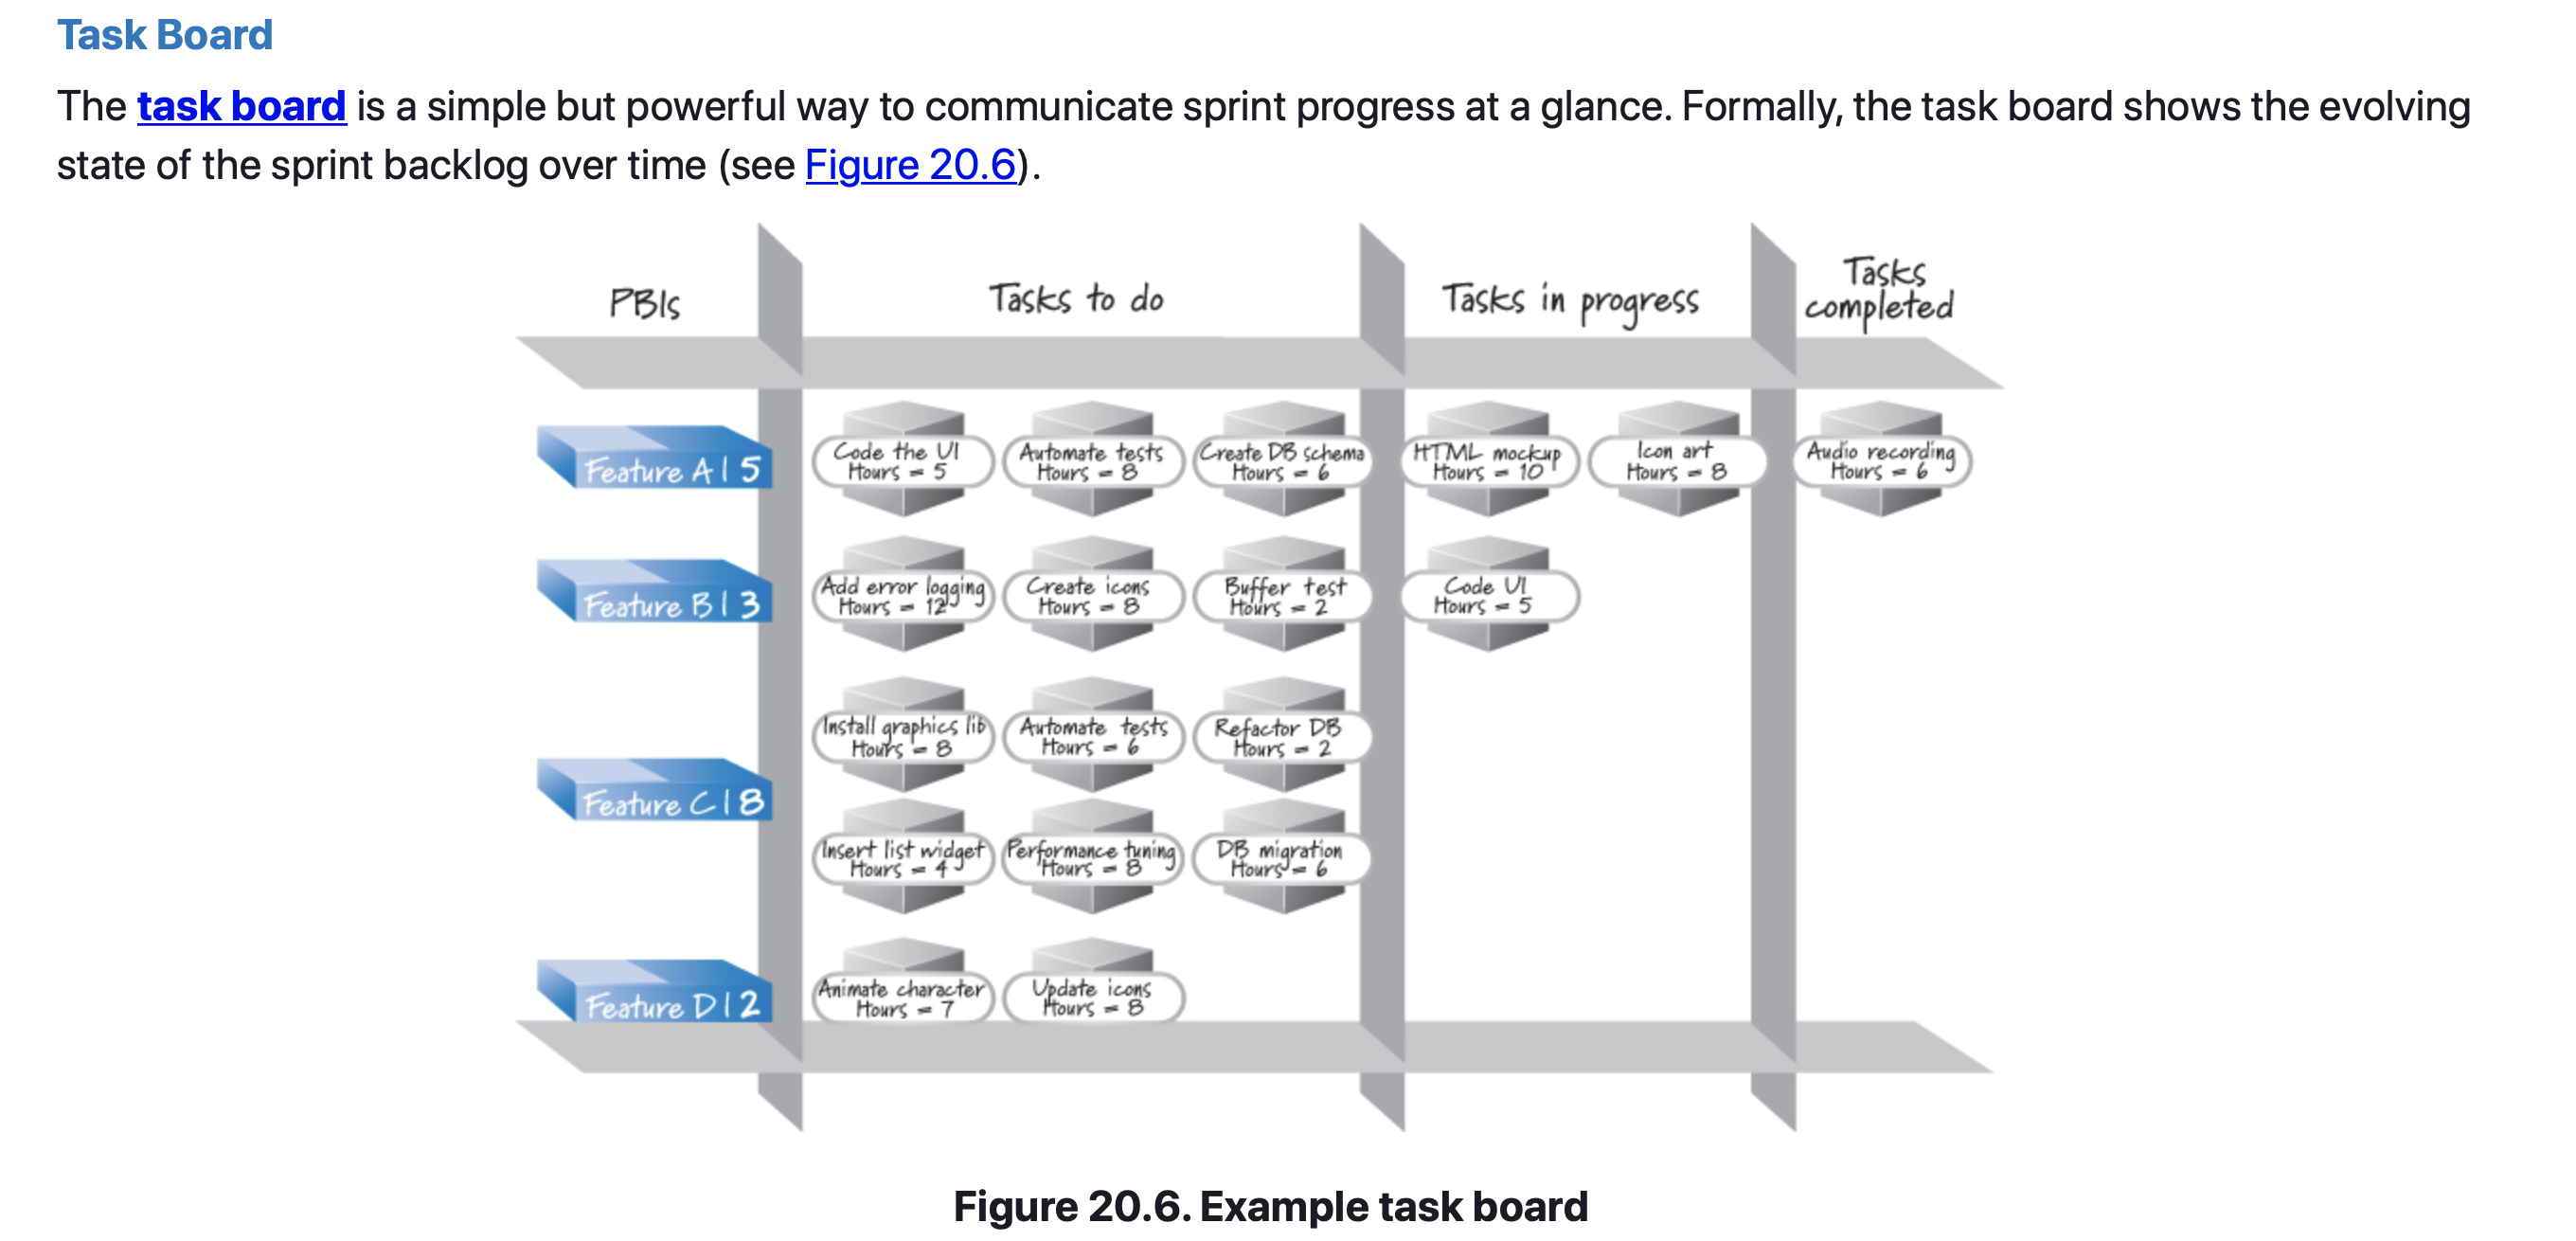 Task Board
The task board is a simple but powerful way to communicate sprint progress at a glance. Formally, the task board shows the evolving
state of the sprint backlog over time (see Figure 20.6).
PBIs
Tasks to do
Tasks in progress
Tasks
completed
Feature A | 5
Code the UI
Hours = 5
Automate tests
Hours = 8
Create DB schema
Hours = 6
HTML mockup
Hours = 10
Icon art
Hours = 8
Audio recording
Hours = 6
Feature B | 3
Add error logging
Hours = 12
Create icons
Hours = 8
Buffer test
Hours = 2
Code UI
Hours = 5
Feature C | 8
Install graphics lib
Hours = 8
Automate tests
Hours = 6
Refactor DB
Hours = 2
Insert list widget
Hours = 4
Performance tuning
Hours = 8
DB migration
Hours = 6
Feature D | 2
Animate character
Hours = 7
Update icons
Hours = 8
Figure 20.6. Example task board